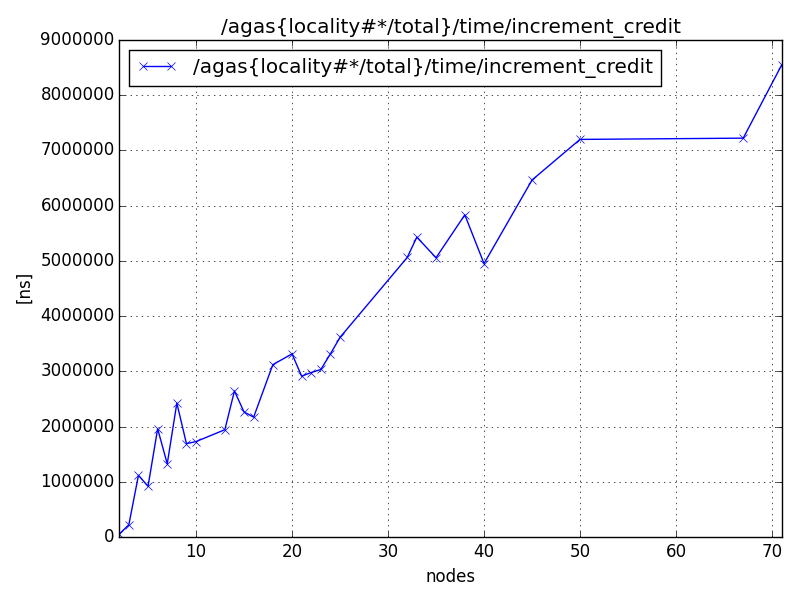 /agas{locality#*/total}/time/increment_credit
/agas{locality#*/total}/time/increment_credit
9000000
8000000
7000000
6000000
5000000
4000000
3000000
2000000
1000000
0
[ns]
10 20 30 40 50 60 70
nodes